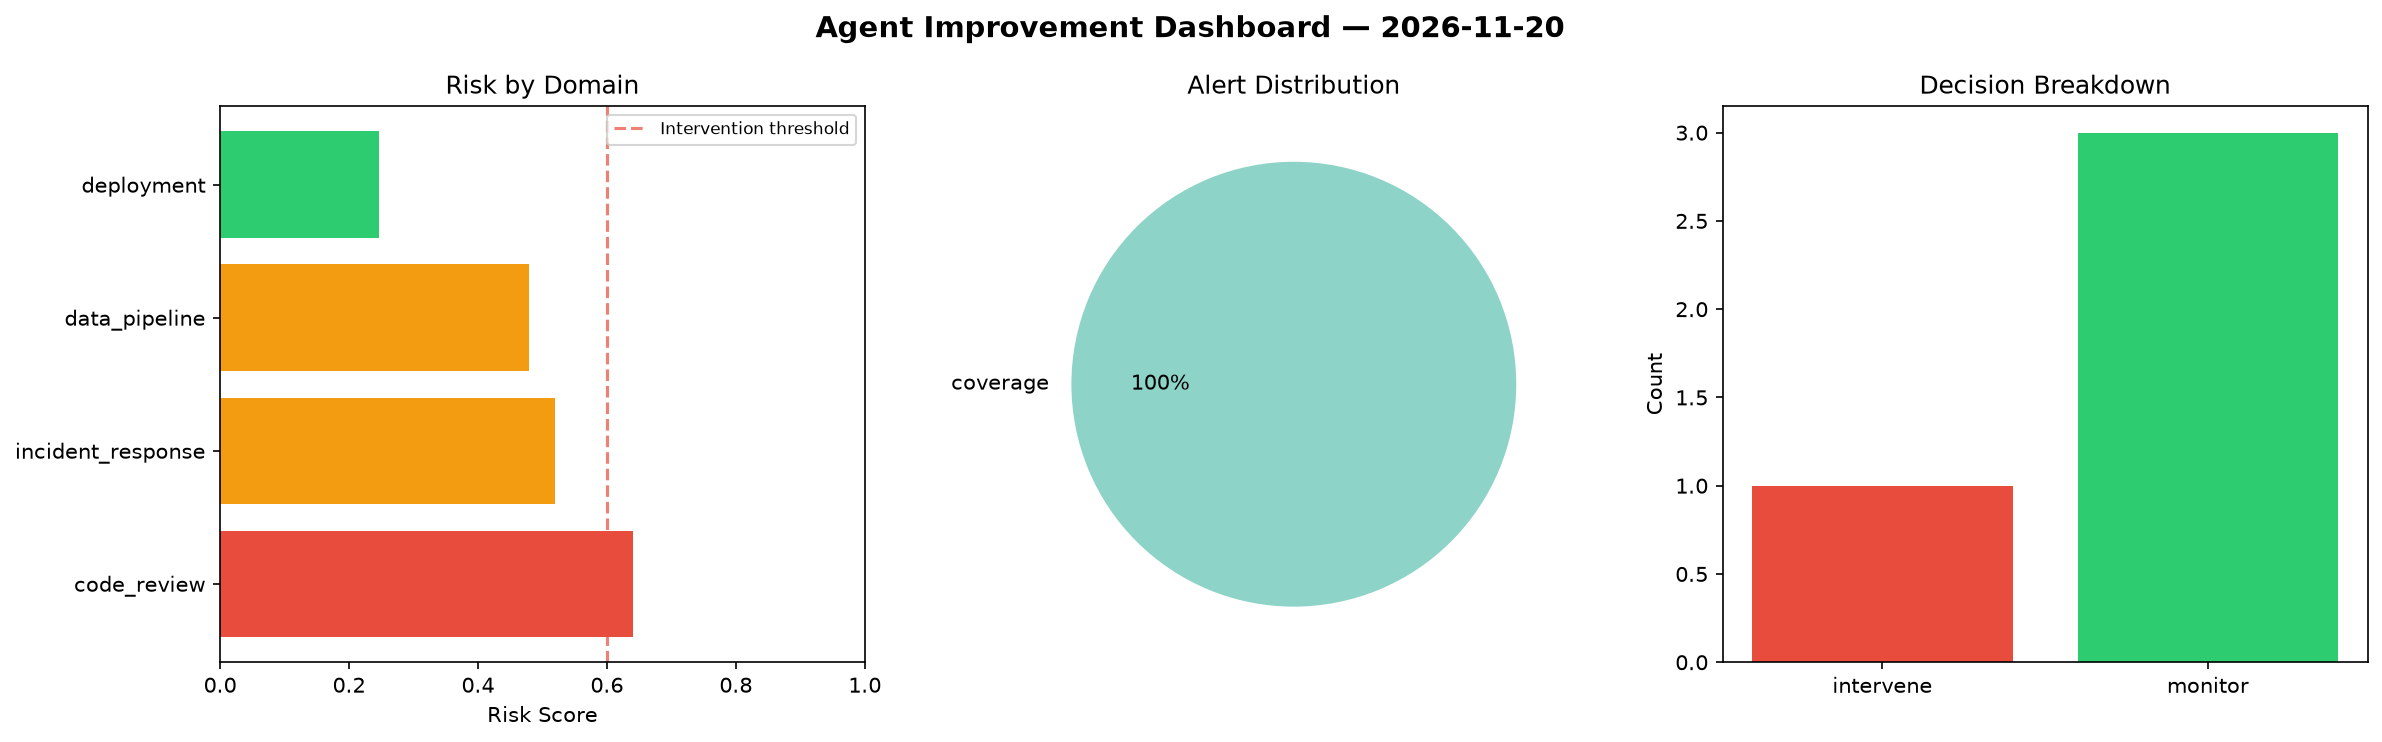 Agent Improvement Dashboard — 2026-11-20
Risk by Domain
Intervention threshold
deployment
data_pipeline
incident_response
code_review
0.0 0.2 0.4 0.6 0.8 1.0
Risk Score
Alert Distribution
coverage
100%
Decision Breakdown
3.0
2.5
2.0
1.5
1.0
0.5
0.0
Count
intervene monitor